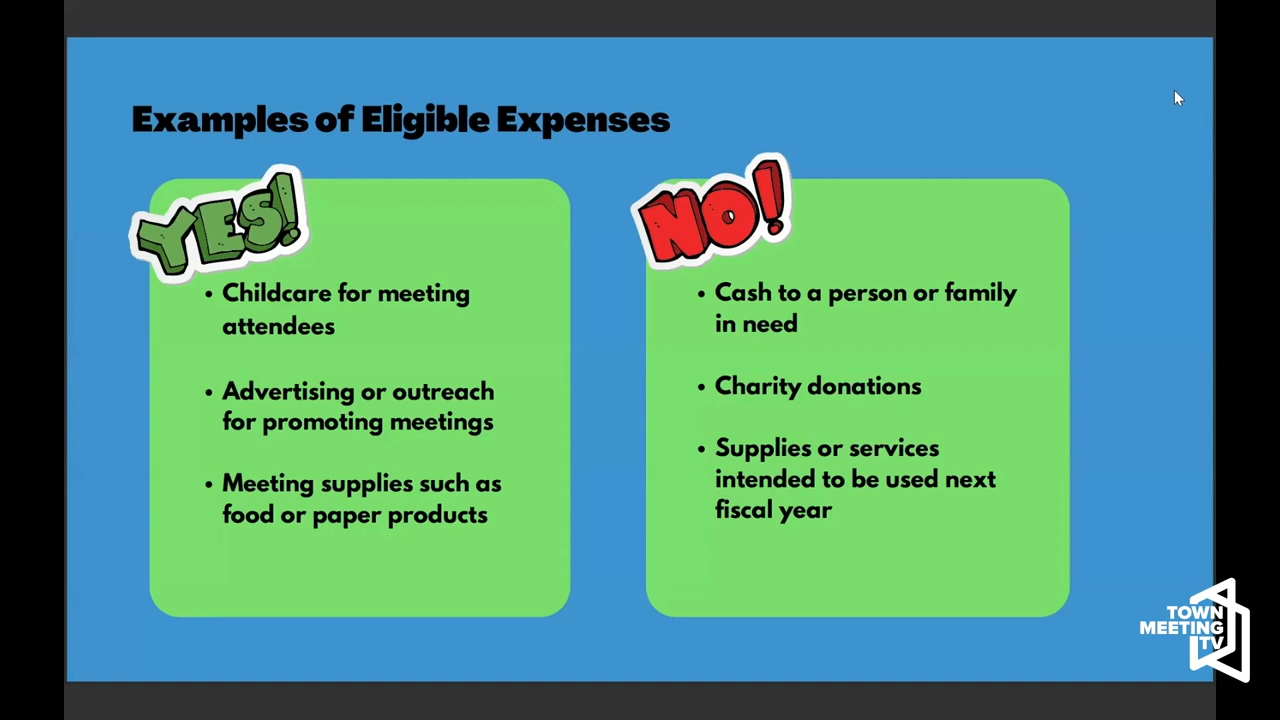 Examples of Eligible Expenses
YES!
• Childcare for meeting
attendees
• Advertising or outreach
for promoting meetings
• Meeting supplies such as
food or paper products
NO!
• Cash to a person or family
in need
• Charity donations
• Supplies or services
intended to be used next
fiscal year
TOWN
MEETING
TV